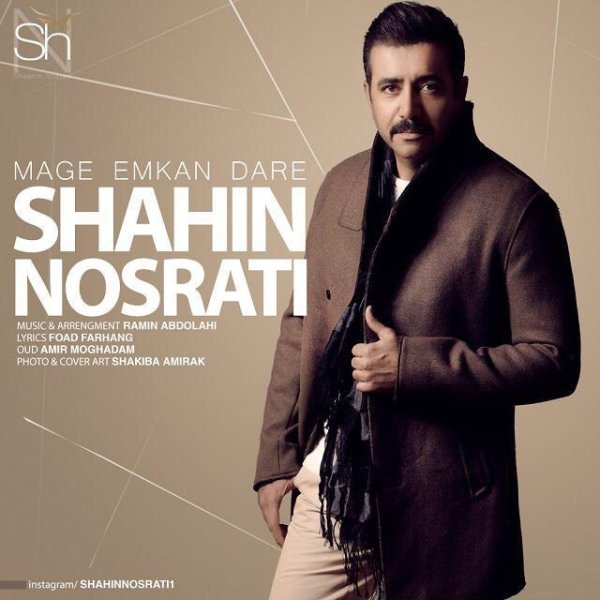 Sh
MAGE EMKAN DARE
SHAHIN
NOSRATI
MUSIC & ARRENGMENT RAMIN ABDOLAHI
LYRICS FOAD FARHANG
OUD AMIR MOGHADAM
PHOTO & COVER ART SHAKIBA AMIRAK
instagram/ SHAHINNOSRATI1